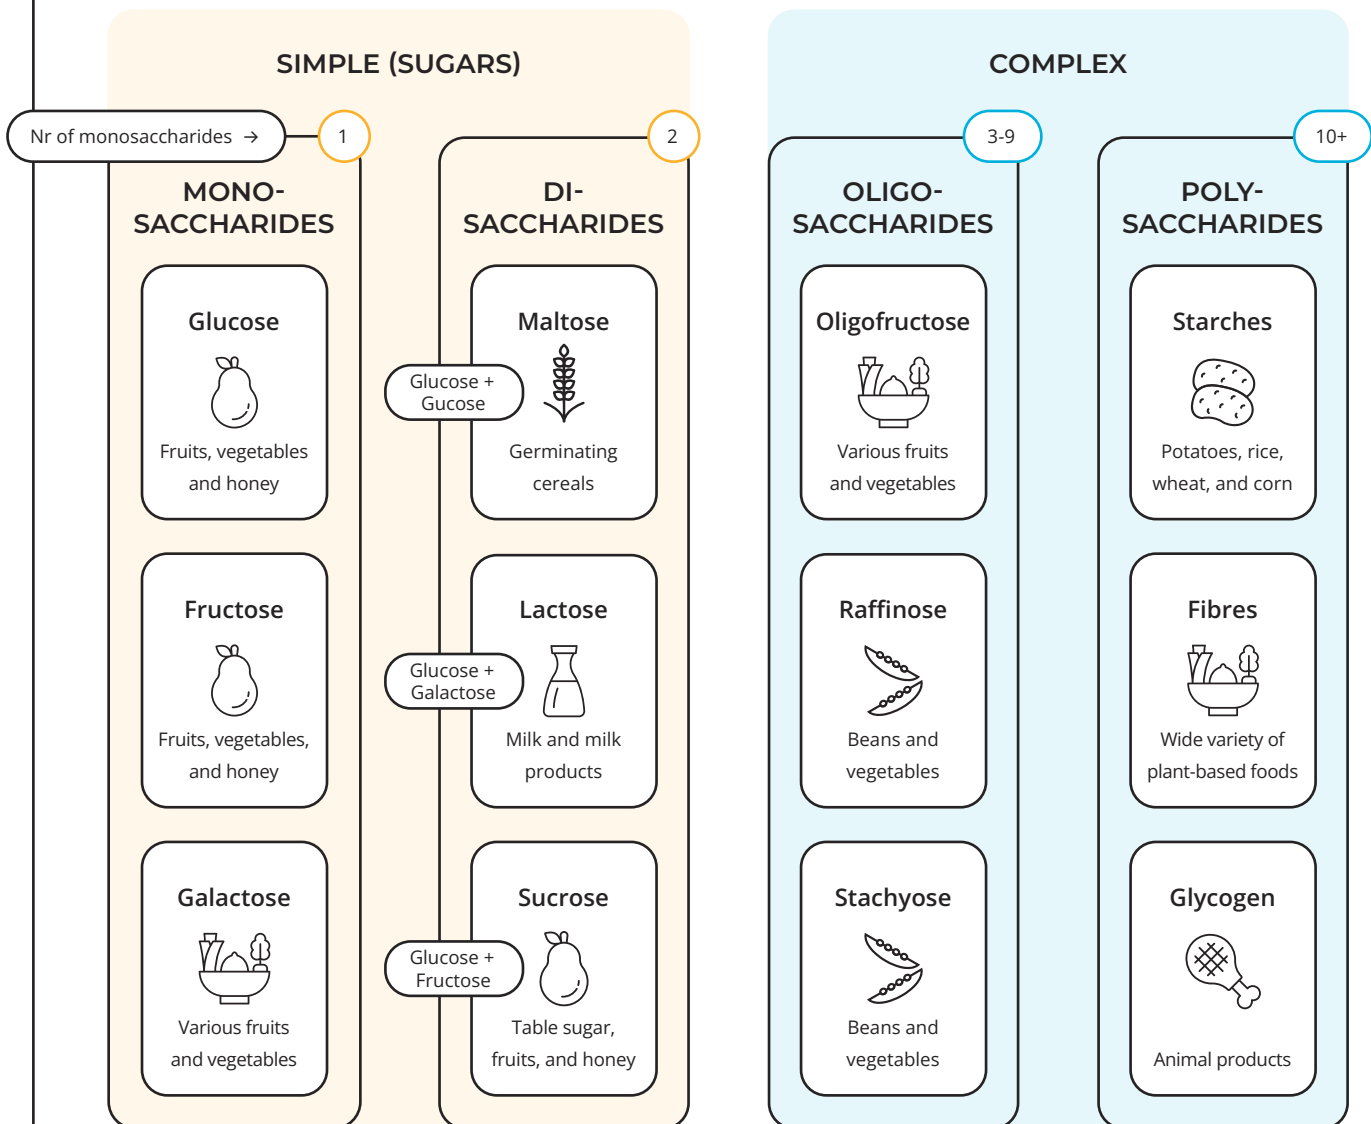 SIMPLE (SUGARS)
COMPLEX
Nr of monosaccharides →
1
2
3-9
10+
MONO-
SACCHARIDES
Glucose
Fruits, vegetables
and honey
Fructose
Fruits, vegetables,
and honey
Galactose
Various fruits
and vegetables
DI-
SACCHARIDES
Maltose
Glucose +
Gucose
Germinating
cereals
Lactose
Glucose +
Galactose
Milk and milk
products
Sucrose
Glucose +
Fructose
Table sugar,
fruits, and honey
OLIGO-
SACCHARIDES
Oligofructose
Various fruits
and vegetables
Raffinose
Beans and
vegetables
Stachyose
Beans and
vegetables
POLY-
SACCHARIDES
Starches
Potatoes, rice,
wheat, and corn
Fibres
Wide variety of
plant-based foods
Glycogen
Animal products